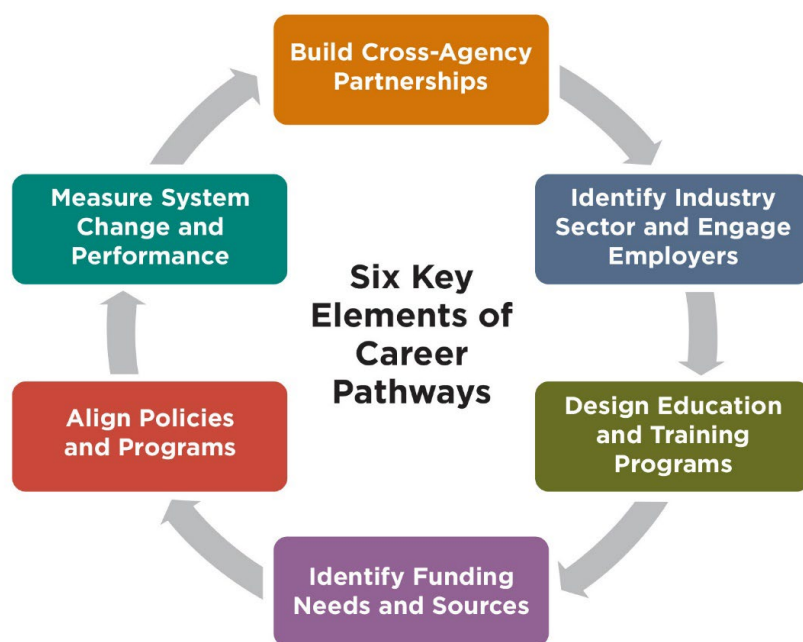 Build Cross-Agency
Partnerships
Identify Industry
Sector and Engage
Employers
Design Education
and Training
Programs
Identify Funding
Needs and Sources
Align Policies
and Programs
Measure System
Change and
Performance
Six Key
Elements of
Career
Pathways